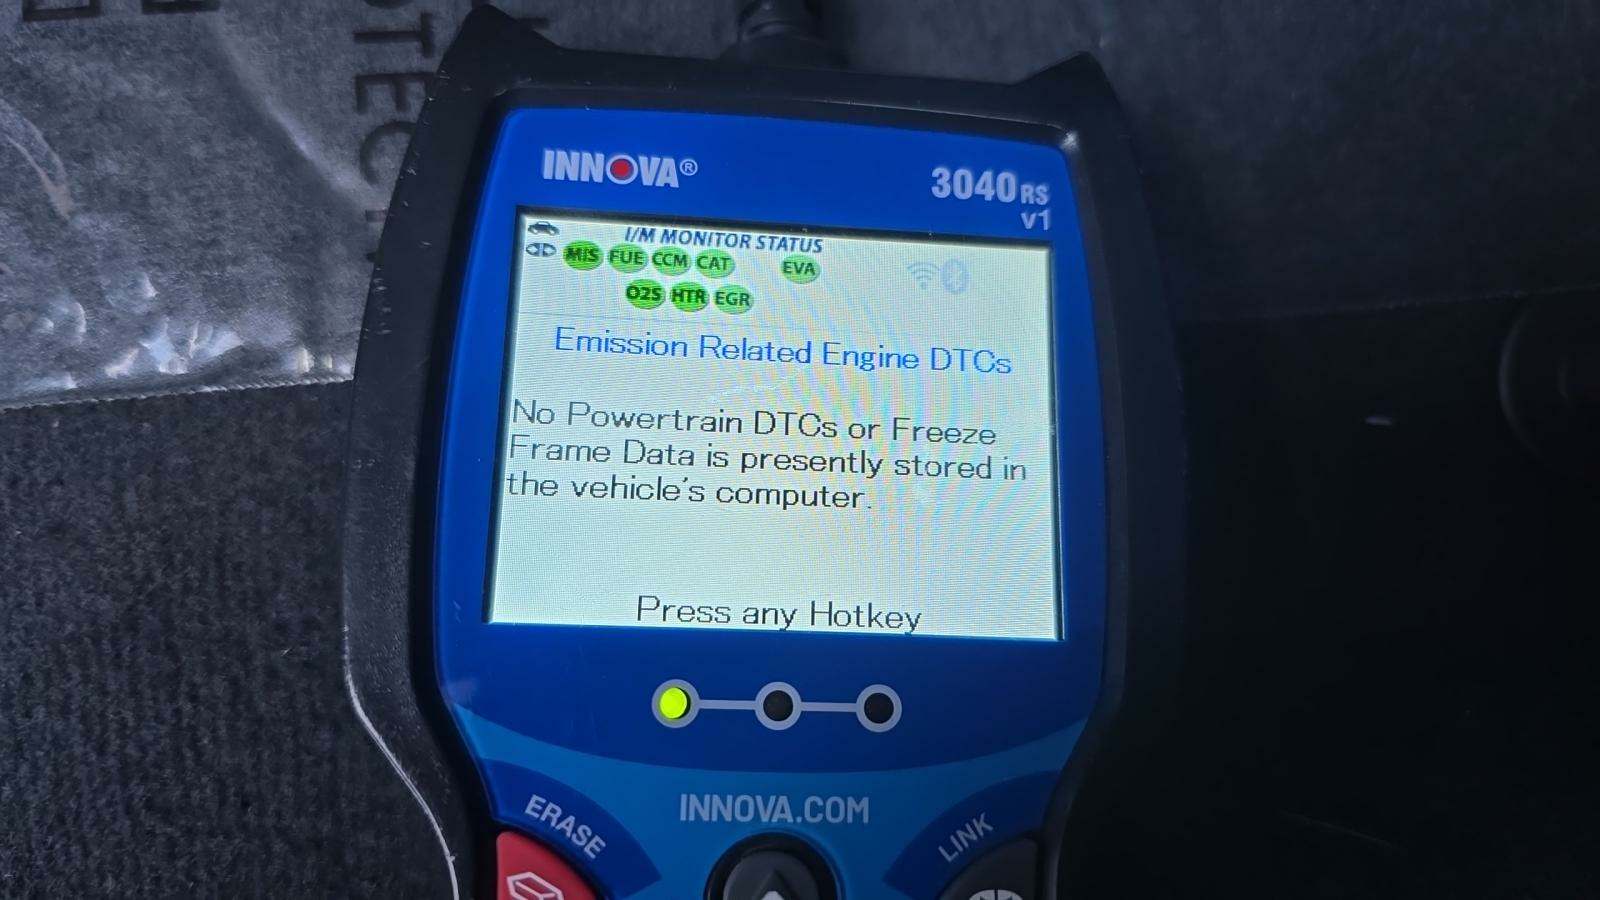 INNOVA®
3040RS
v1
I/M MONITOR STATUS
MIS FUE CCM CAT EVA
O2S HTR EGR
Emission Related Engine DTCs
No Powertrain DTCs or Freeze
Frame Data is presently stored in
the vehicle's computer.
Press any Hotkey
INNOVA.COM
ERASE
LINK